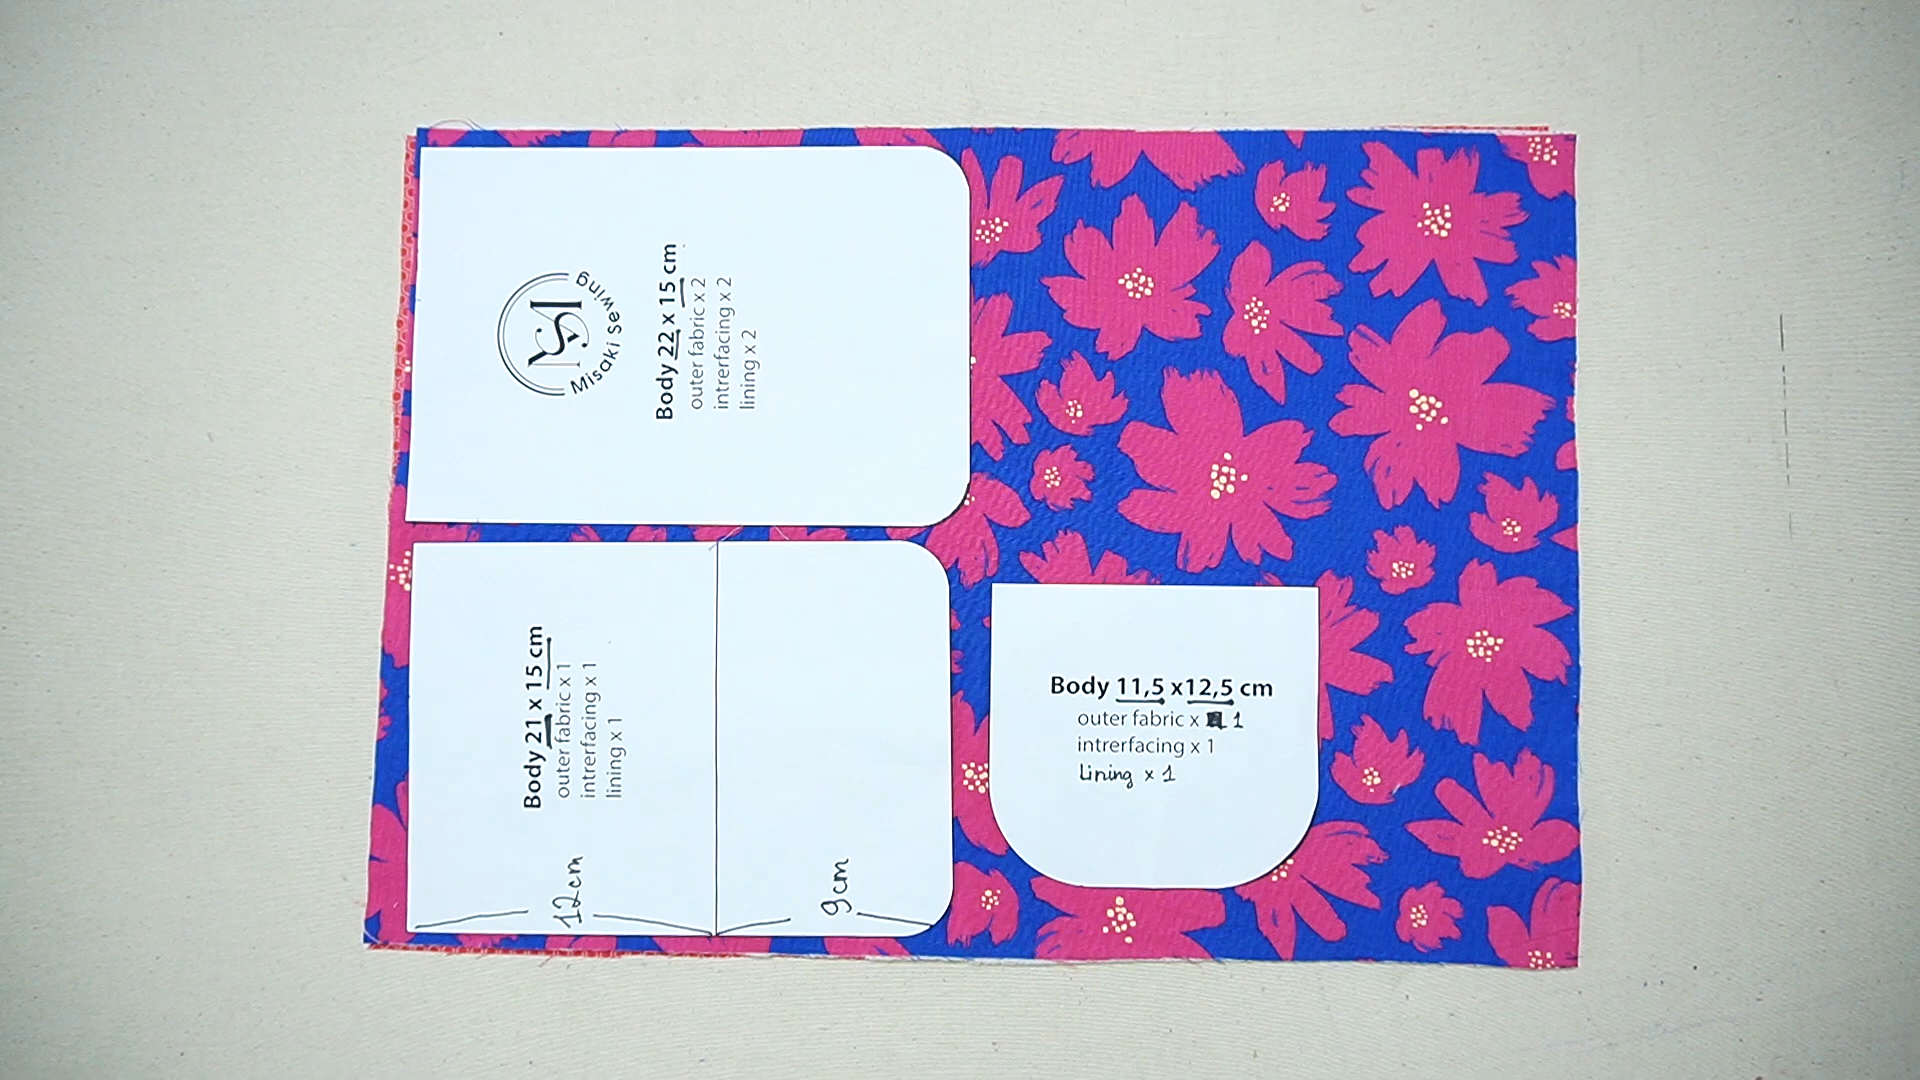 Misaki Sewing
Body 22 x 15 cm
outer fabric x 2
intrerfacing x 2
lining x 2
Body 21 x 15 cm
outer fabric x 1
intrerfacing x 1
lining x 1
12cm
9cm
Body 11,5 x12,5 cm
outer fabric x 1
intrerfacing x 1
Lining x 1